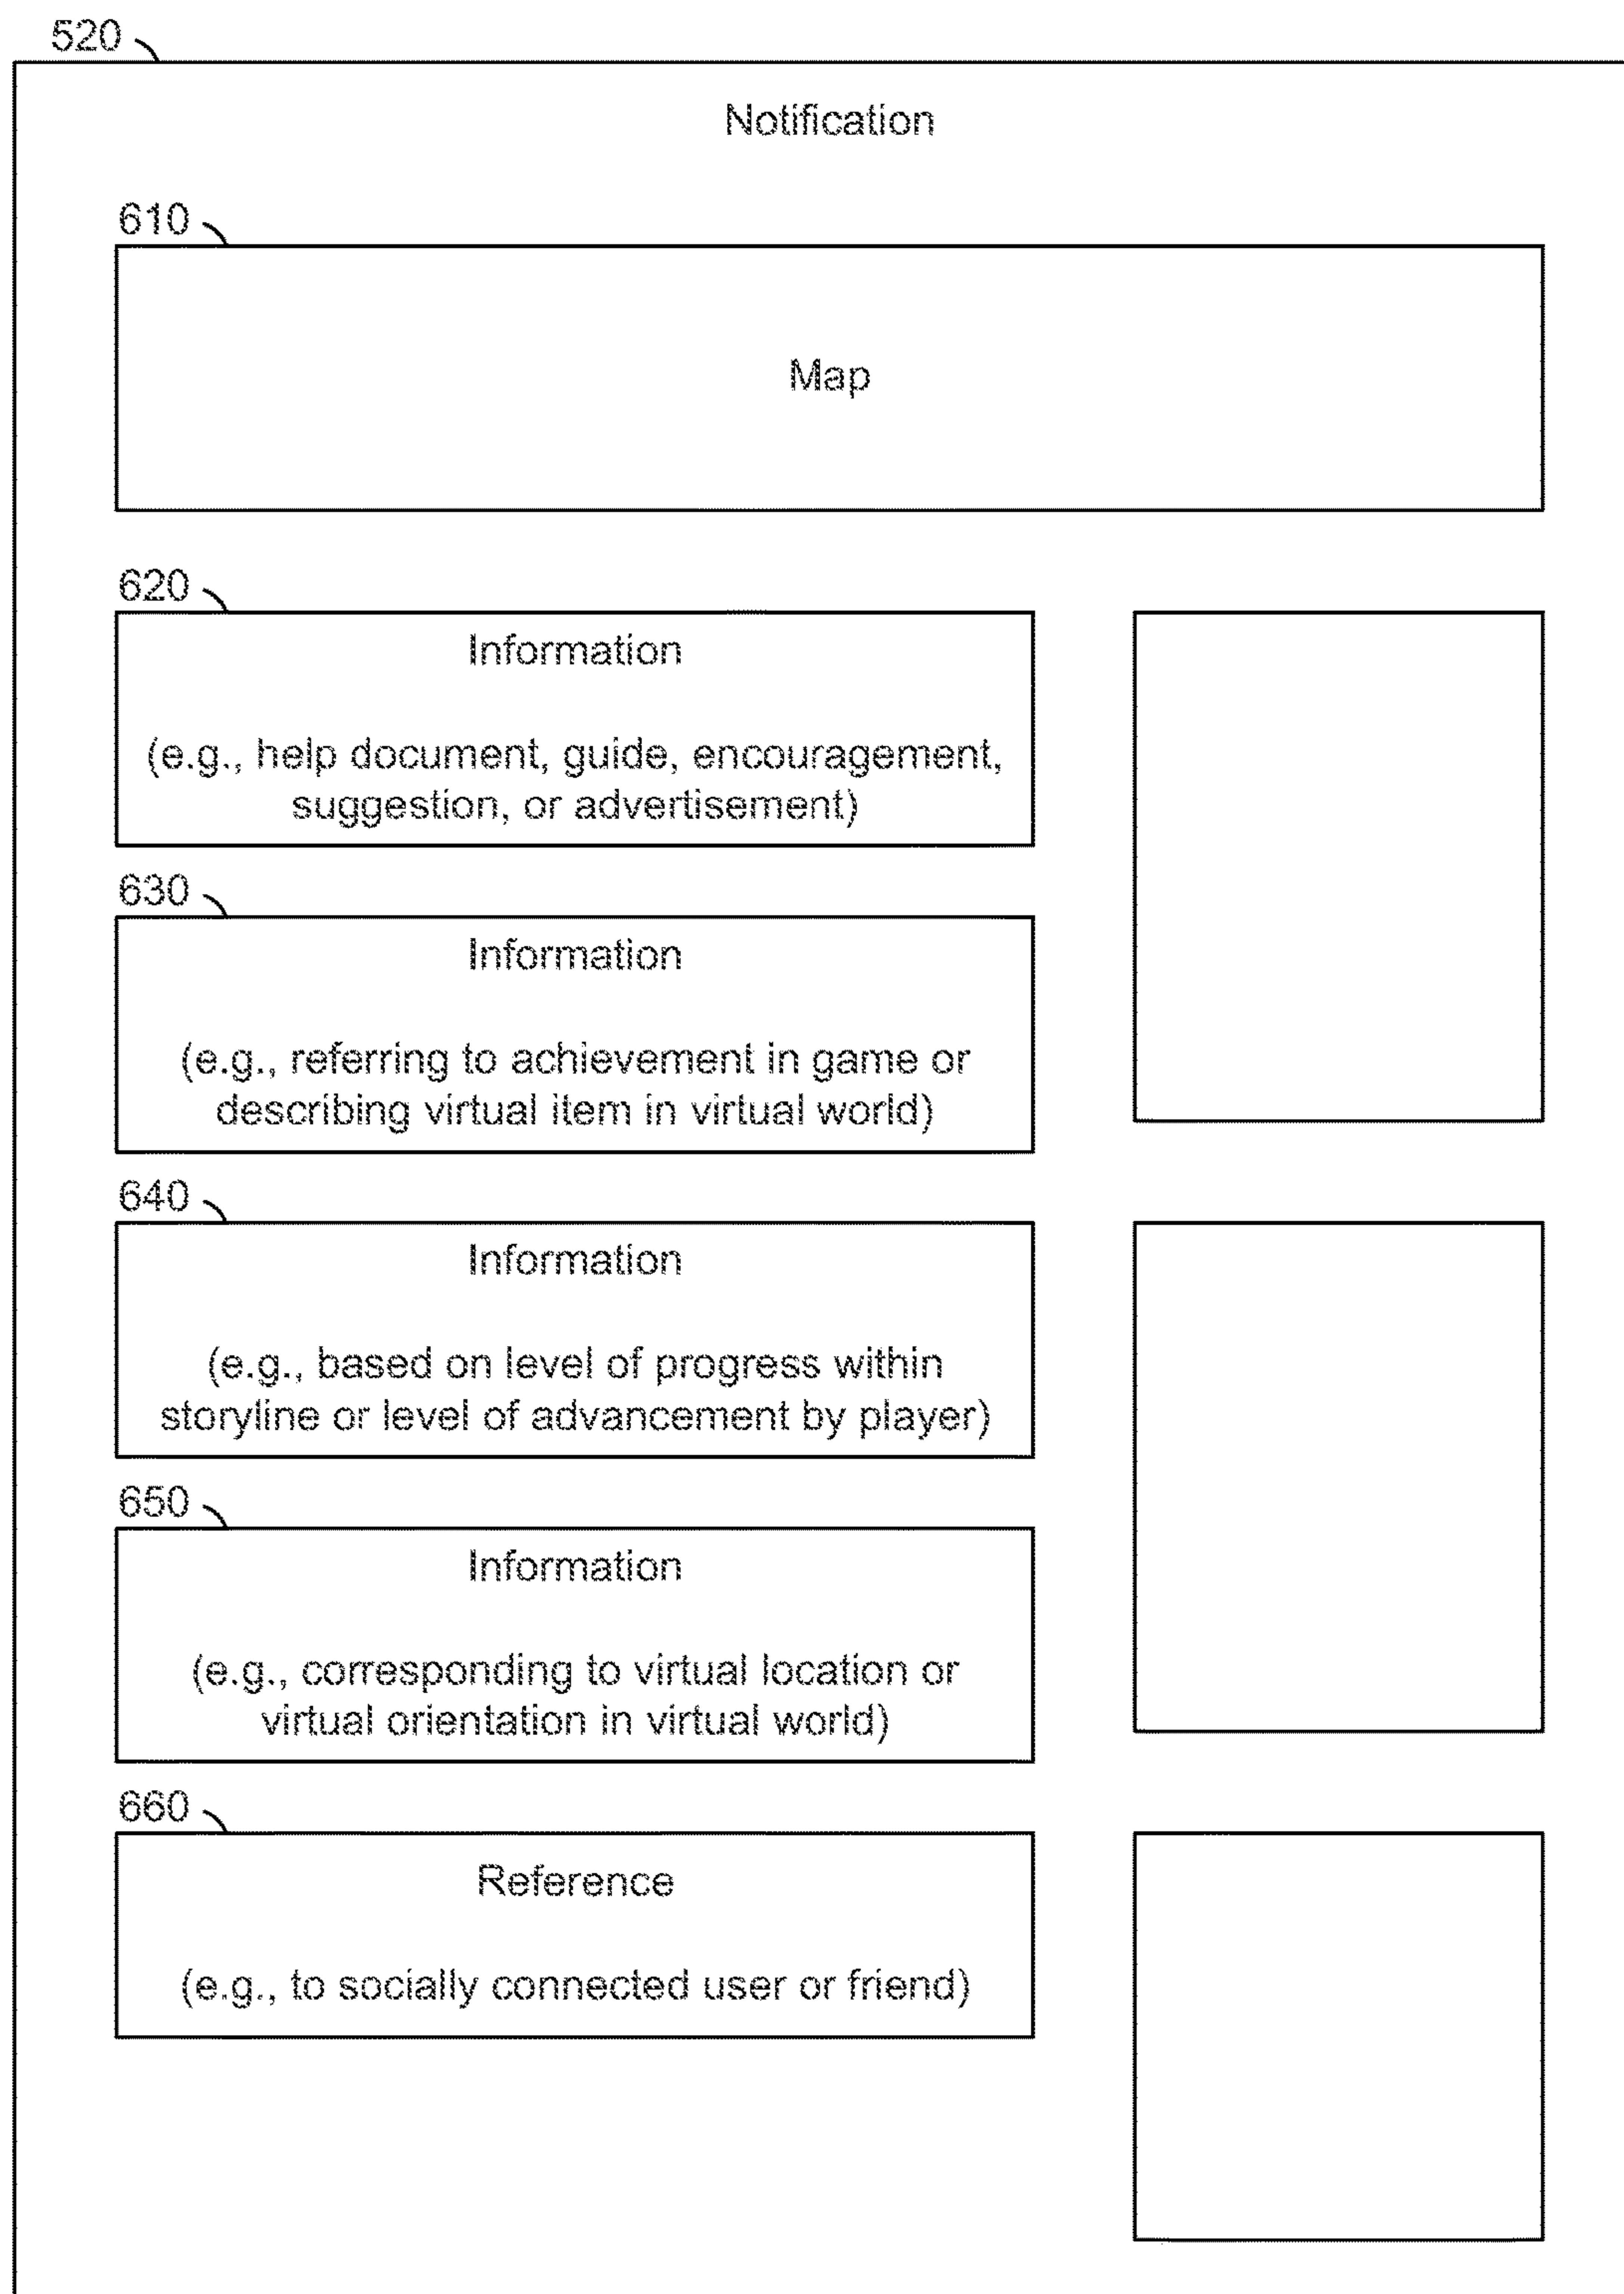 520
Notification
610
Map
620
Information
(e.g., help document, guide, encouragement,
suggestion, or advertisement)
630
Information
(e.g., referring to achievement in game or
describing virtual item in virtual world)
640
Information
(e.g., based on level of progress within
storyline or level of advancement by player)
650
Information
(e.g., corresponding to virtual location or
virtual orientation in virtual world)
660
Reference
(e.g., to socially connected user or friend)